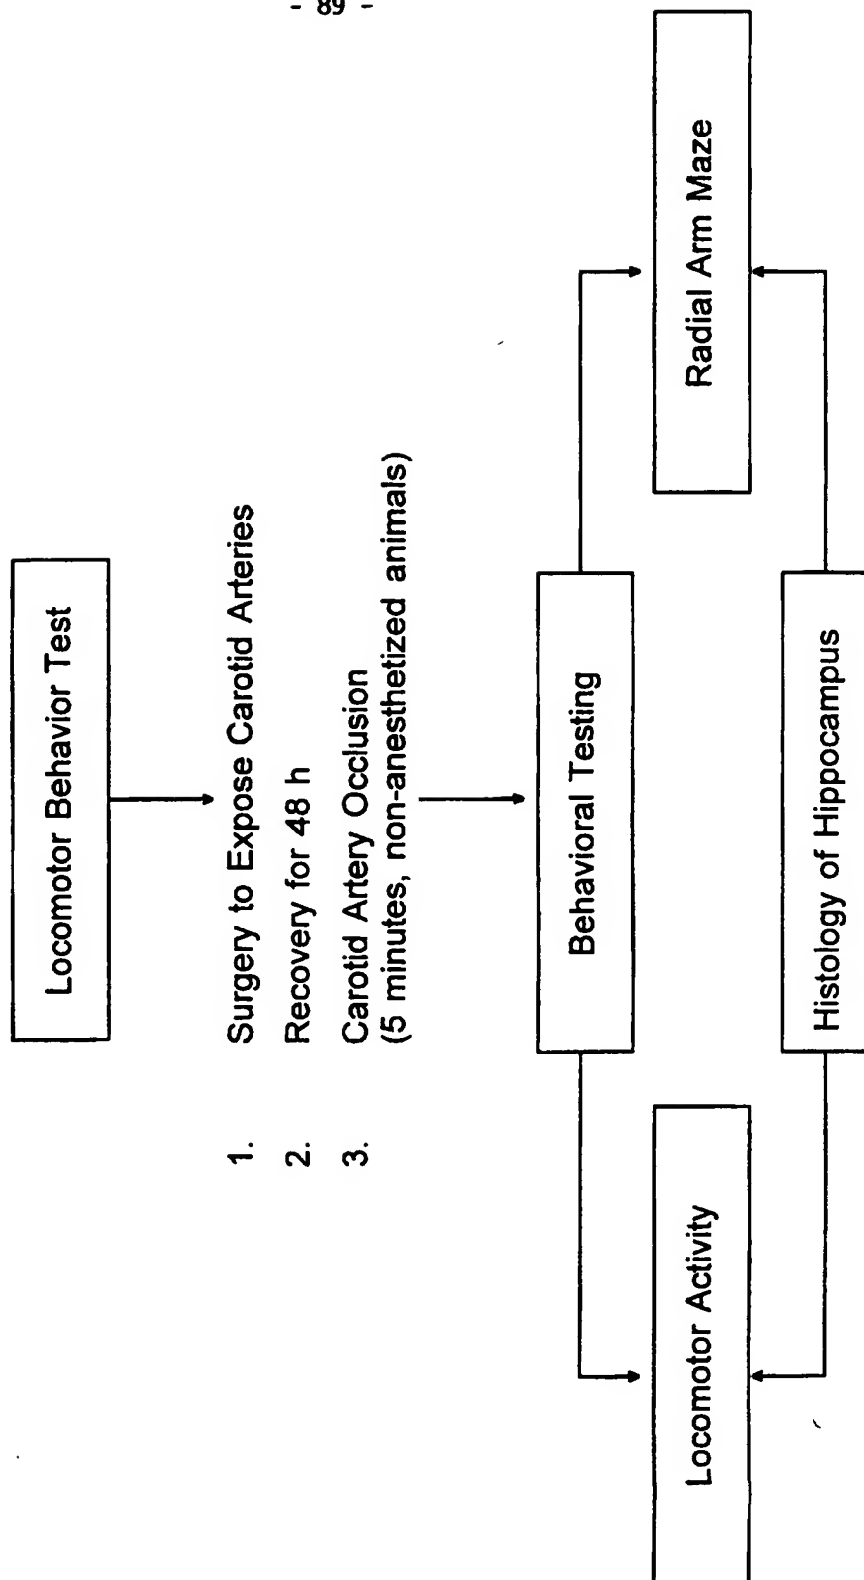 - 89 -
Locomotor Behavior Test
1. Surgery to Expose Carotid Arteries
2. Recovery for 48 h
3. Carotid Artery Occlusion
(5 minutes, non-anesthetized animals)
Behavioral Testing
Locomotor Activity
Radial Arm Maze
Histology of Hippocampus